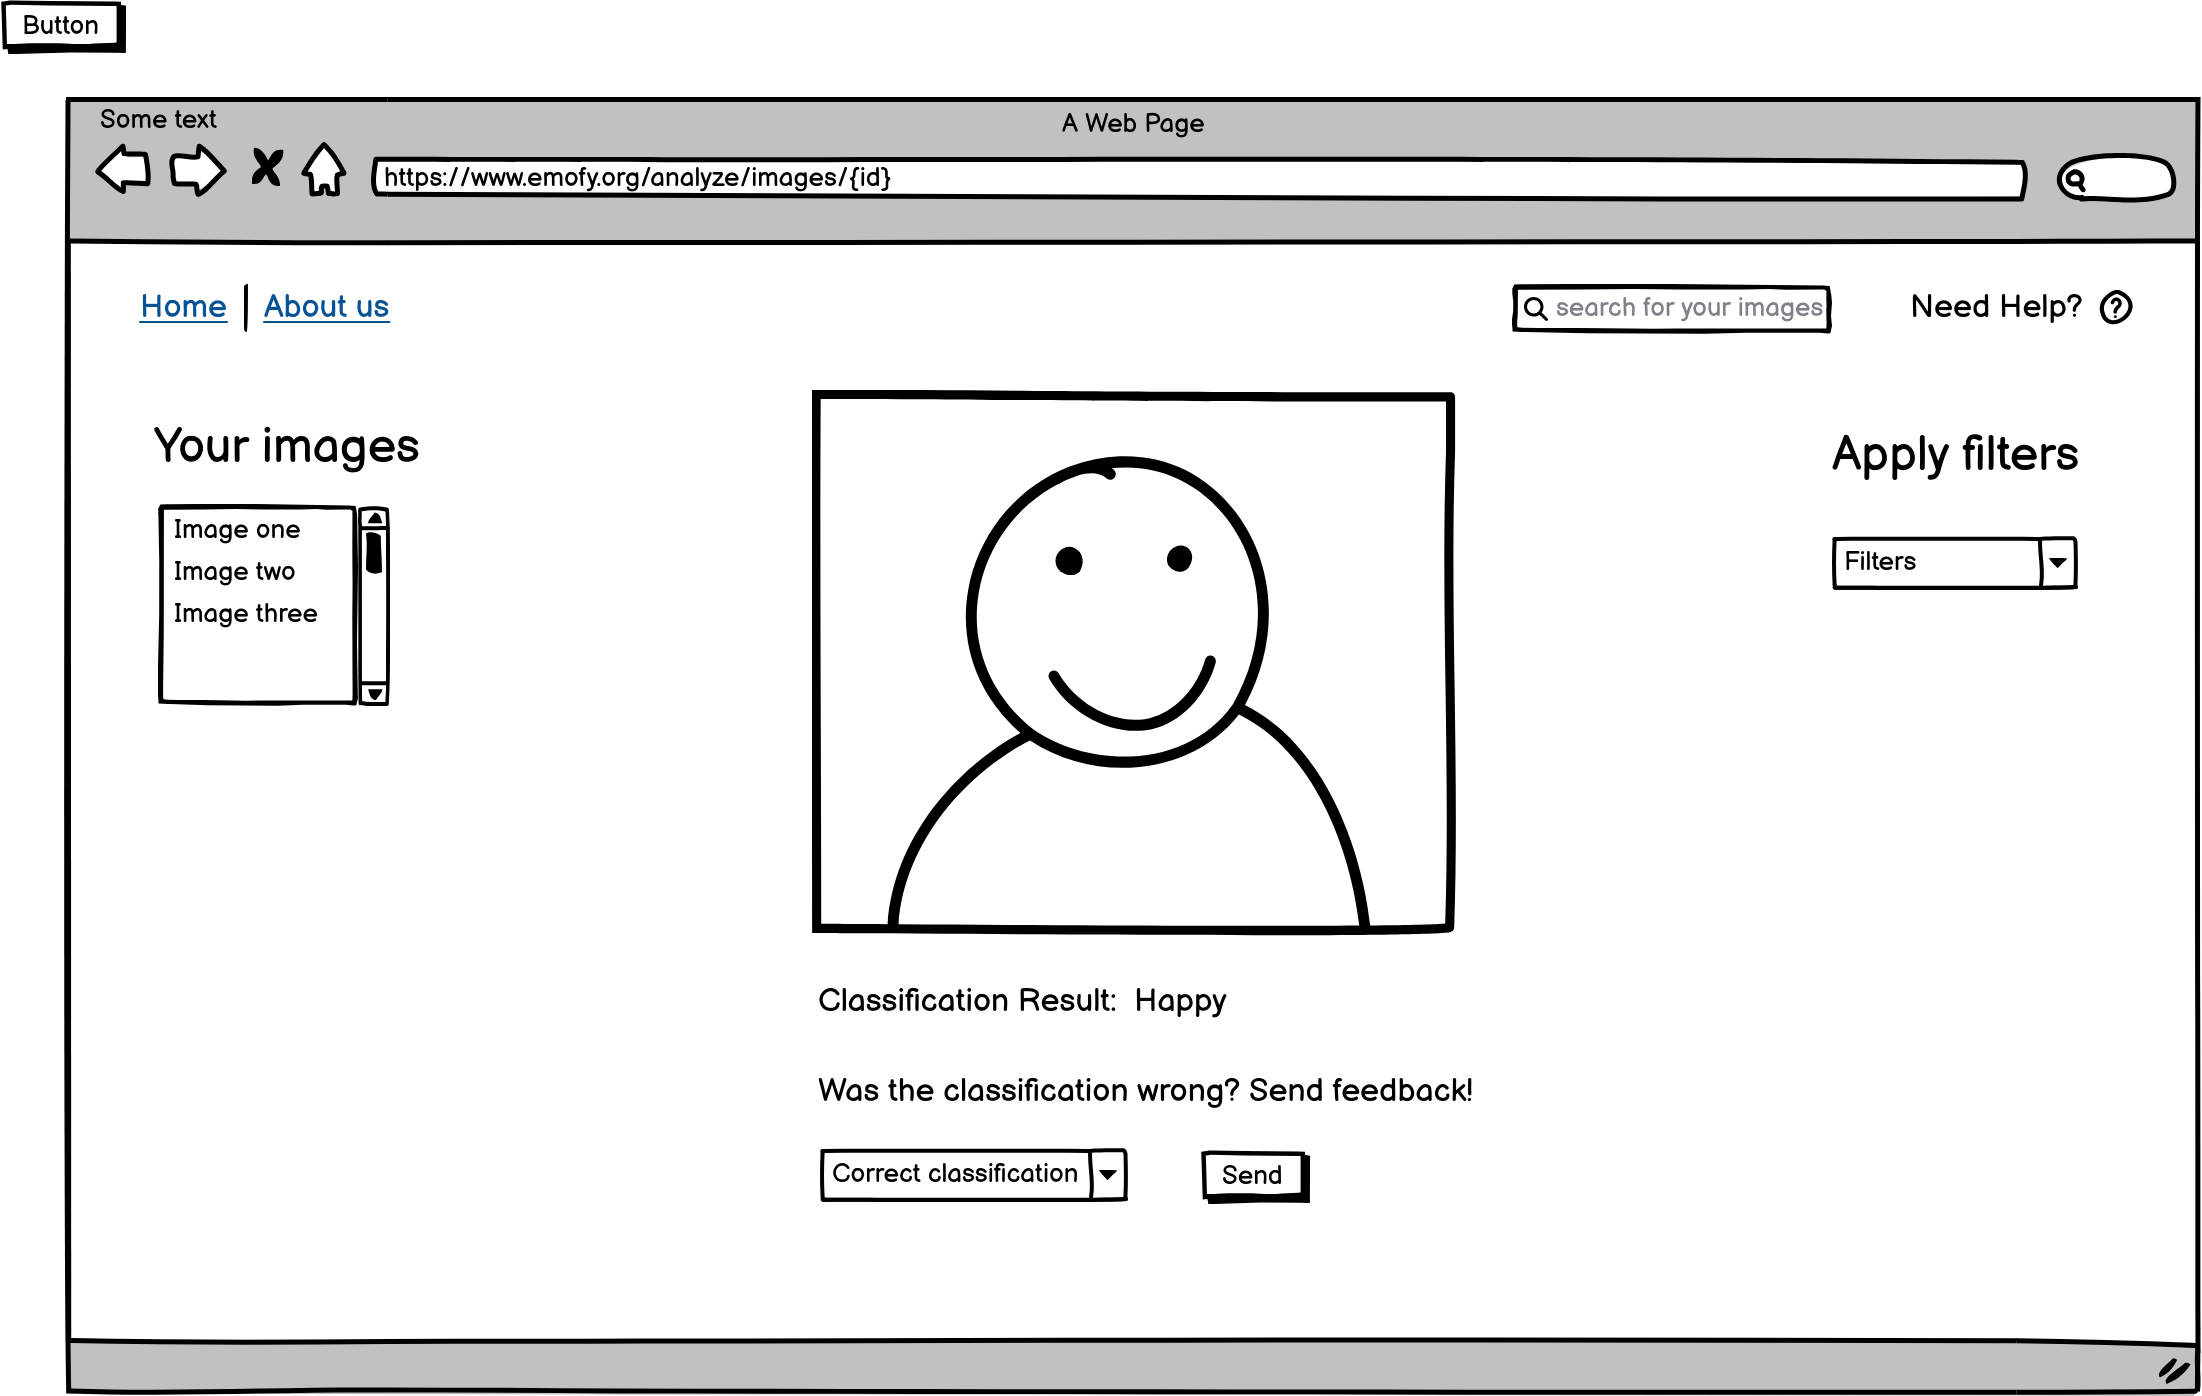 Button
Some text
A Web Page
https://www.emofy.org/analyze/images/{id}
Home
About us
search for your images
Need Help?
?
Your images
Apply filters
Image one
Image two
Image three
Filters
Classification Result: Happy
Was the classification wrong? Send feedback!
Correct classification
Send